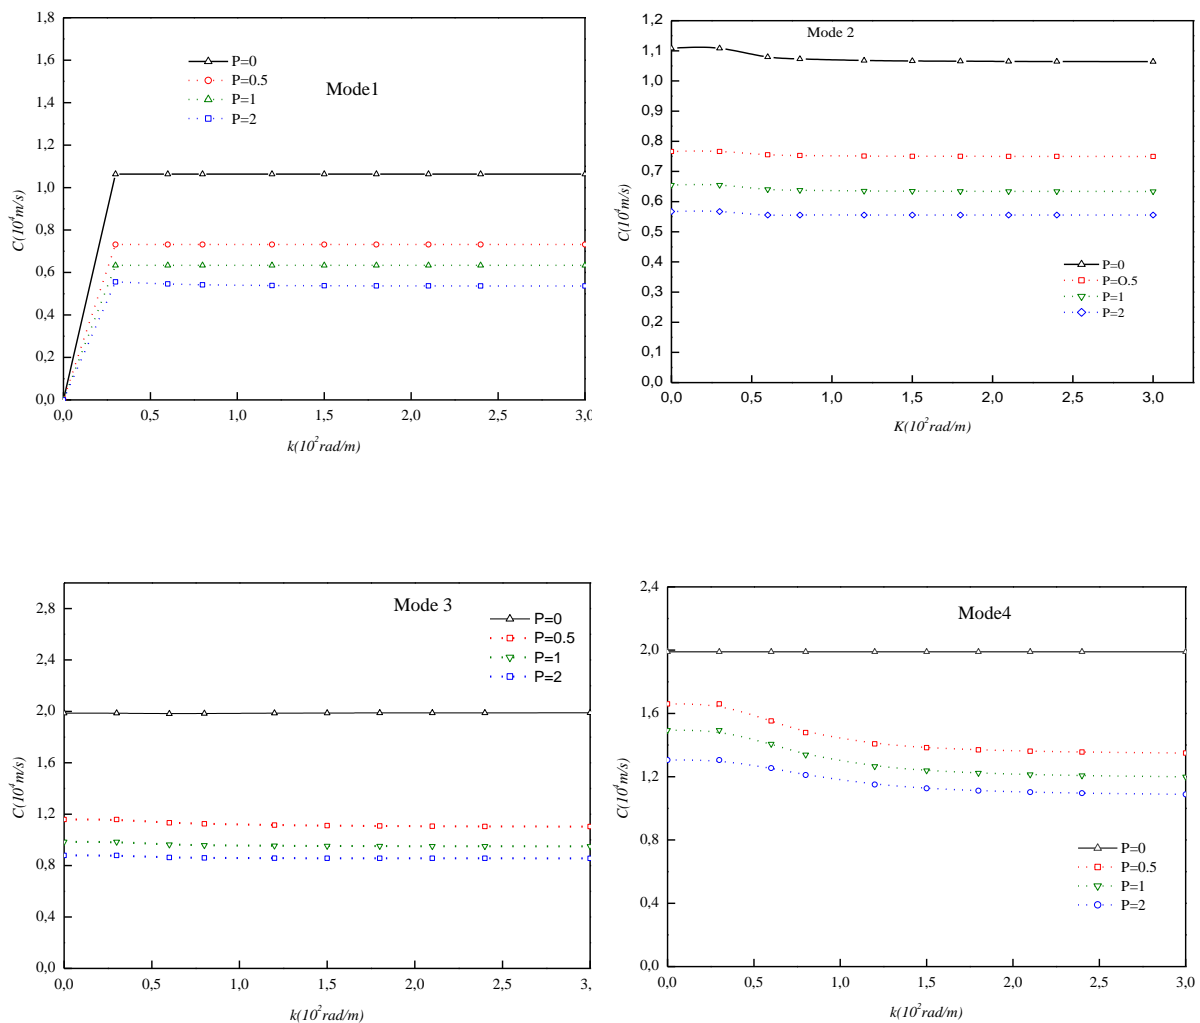 1,8
1,6
1,4
1,2
1,0
0,8
0,6
0,4
0,2
0,0
C(10⁴m/s)
P=0
P=0.5
P=1
P=2
Mode1
0,0 0,5 1,0 1,5 2,0 2,5 3,0
k(10²rad/m)
1,2
1,1
1,0
0,9
0,8
0,7
0,6
0,5
0,4
0,3
0,2
0,1
0,0
C(10⁴m/s)
Mode 2
P=0
P=O.5
P=1
P=2
0,0 0,5 1,0 1,5 2,0 2,5 3,0
K(10²rad/m)
2,8
2,4
2,0
1,6
1,2
0,8
0,4
0,0
C(10⁴m/s)
Mode 3
P=0
P=0.5
P=1
P=2
0,0 0,5 1,0 1,5 2,0 2,5 3,
k(10²rad/m)
2,4
2,0
1,6
1,2
0,8
0,4
0,0
C(10⁴m/s)
Mode4
P=0
P=0.5
P=1
P=2
0,0 0,5 1,0 1,5 2,0 2,5 3,0
k(10²rad/m)